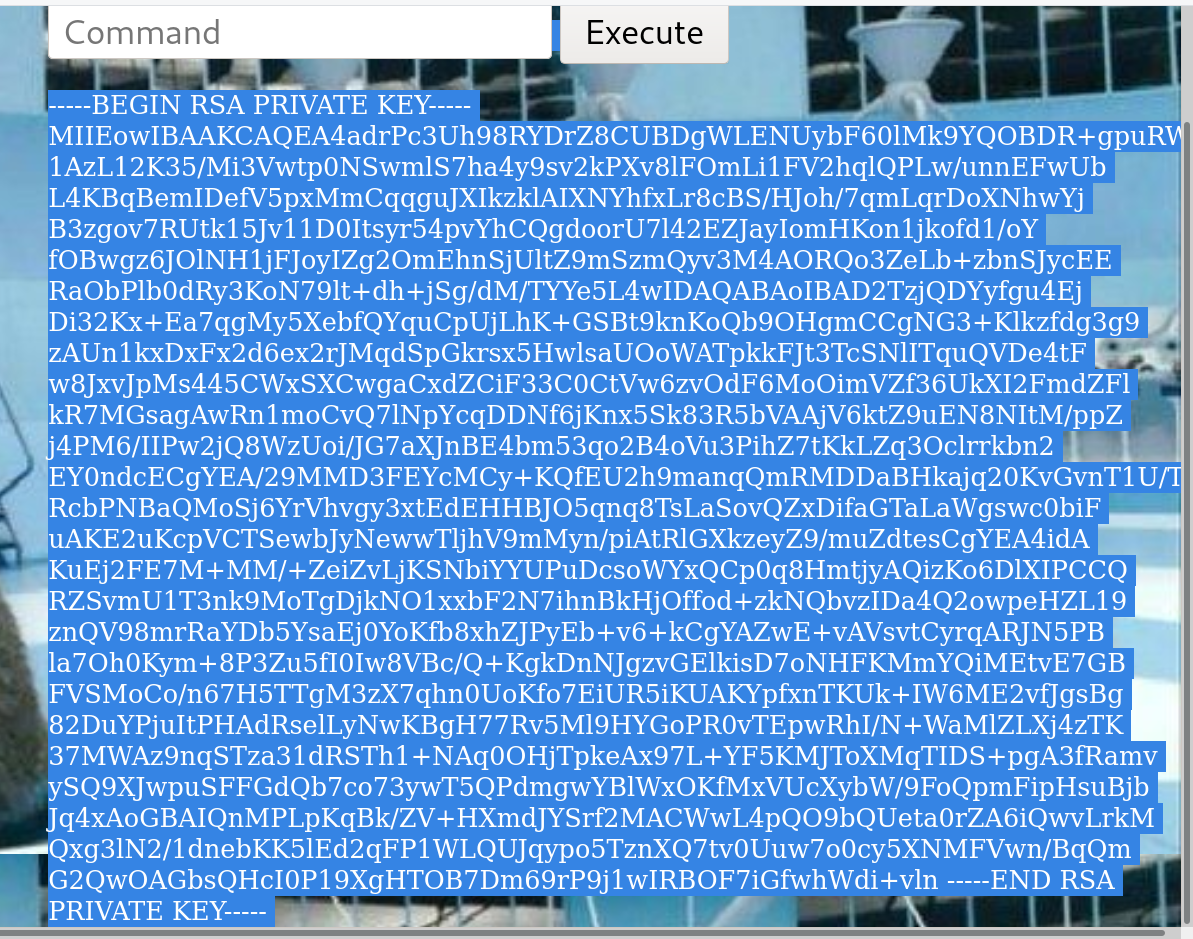 Command
Execute
-----BEGIN RSA PRIVATE KEY-----
MIIEowIBAAKCAQEA4adrPc3Uh98RYDrZ8CUBDgWLENUybF60lMk9YQOBDR+gpuRW
1AzL12K35/Mi3Vwtp0NSwmlS7ha4y9sv2kPXv8lFOmLi1FV2hqlQPLw/unnEFwUb
L4KBqBemIDefV5pxMmCqqguJXIkzklAIXNYhfxLr8cBS/HJoh/7qmLqrDoXNhwYj
B3zgov7RUtk15Jv11D0Itsyr54pvYhCQgdoorU7l42EZJayIomHKon1jkofd1/oY
fOBwgz6JOlNH1jFJoyIZg2OmEhnSjUltZ9mSzmQyv3M4AORQo3ZeLb+zbnSJycEE
RaObPlb0dRy3KoN79lt+dh+jSg/dM/TYYe5L4wIDAQABAoIBAD2TzjQDYyfgu4Ej
Di32Kx+Ea7qgMy5XebfQYquCpUjLhK+GSBt9knKoQb9OHgmCCgNG3+Klkzfdg3g9
zAUn1kxDxFx2d6ex2rJMqdSpGkrsx5HwlsaUOoWATpkkFJt3TcSNlITquQVDe4tF
w8JxvJpMs445CWxSXCwgaCxdZCiF33C0CtVw6zvOdF6MoOimVZf36UkXI2FmdZFl
kR7MGsagAwRn1moCvQ7lNpYcqDDNf6jKnx5Sk83R5bVAAjV6ktZ9uEN8NItM/ppZ
j4PM6/IIPw2jQ8WzUoi/JG7aXJnBE4bm53qo2B4oVu3PihZ7tKkLZq3Oclrrkbn2
EY0ndcECgYEA/29MMD3FEYcMCy+KQfEU2h9manqQmRMDDaBHkajq20KvGvnT1U/T
RcbPNBaQMoSj6YrVhvgy3xtEdEHHBJO5qnq8TsLaSovQZxDifaGTaLaWgswc0biF
uAKE2uKcpVCTSewbJyNewwTljhV9mMyn/piAtRlGXkzeyZ9/muZdtesCgYEA4idA
KuEj2FE7M+MM/+ZeiZvLjKSNbiYYUPuDcsoWYxQCp0q8HmtjyAQizKo6DlXIPCCQ
RZSvmU1T3nk9MoTgDjkNO1xxbF2N7ihnBkHjOffod+zkNQbvzIDa4Q2owpeHZL19
znQV98mrRaYDb5YsaEj0YoKfb8xhZJPyEb+v6+kCgYAZwE+vAVsvtCyrqARJN5PB
la7Oh0Kym+8P3Zu5fI0Iw8VBc/Q+KgkDnNJgzvGElkisD7oNHFKMmYQiMEtvE7GB
FVSMoCo/n67H5TTgM3zX7qhn0UoKfo7EiUR5iKUAKYpfxnTKUk+IW6ME2vfJgsBg
82DuYPjuItPHAdRselLyNwKBgH77Rv5Ml9HYGoPR0vTEpwRhI/N+WaMlZLXj4zTK
37MWAz9nqSTza31dRSTh1+NAq0OHjTpkeAx97L+YF5KMJToXMqTIDS+pgA3fRamv
ySQ9XJwpuSFFGdQb7co73ywT5QPdmgwYBlWxOKfMxVUcXybW/9FoQpmFipHsuBjb
Jq4xAoGBAIQnMPLpKqBk/ZV+HXmdJYSrf2MACWwL4pQO9bQUeta0rZA6iQwvLrkM
Qxg3lN2/1dnebKK5lEd2qFP1WLQUJqypo5TznXQ7tv0Uuw7o0cy5XNMFVwn/BqQm
G2QwOAGbsQHcI0P19XgHTOB7Dm69rP9j1wIRBOF7iGfwhWdi+vln -----END RSA
PRIVATE KEY-----